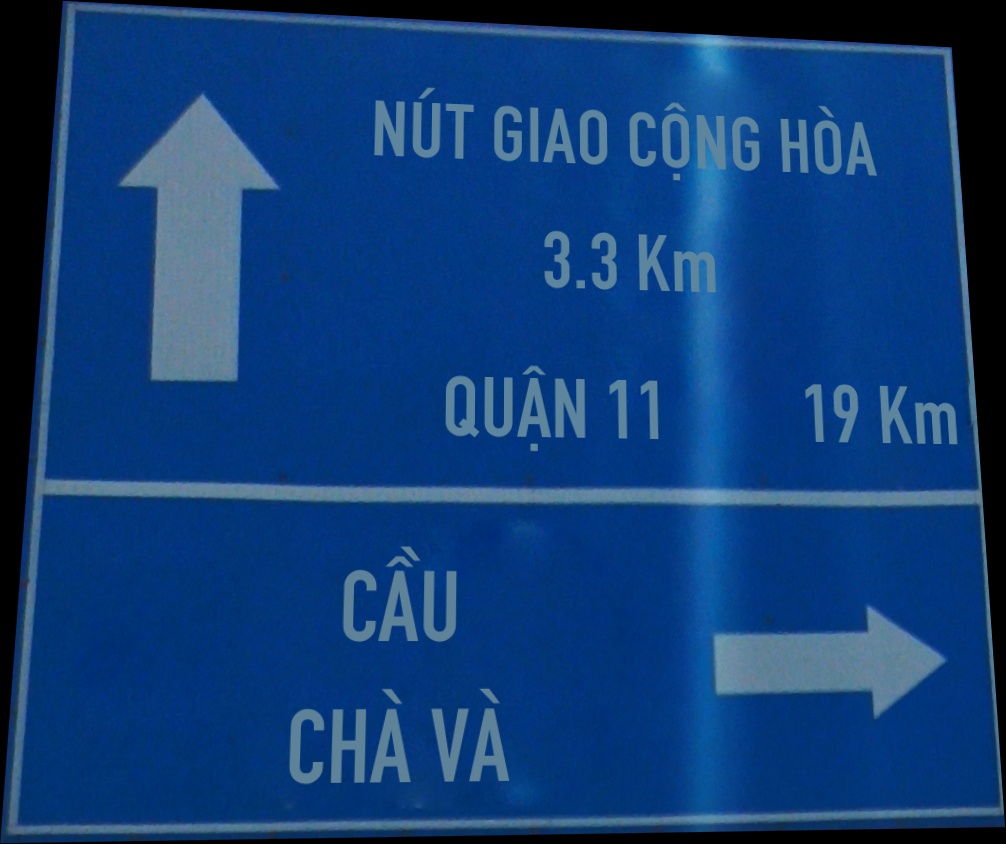 NÚT GIAO CỘNG HÒA
3.3 Km
QUẬN 11 19 Km
CẦU
CHÀ VÀ